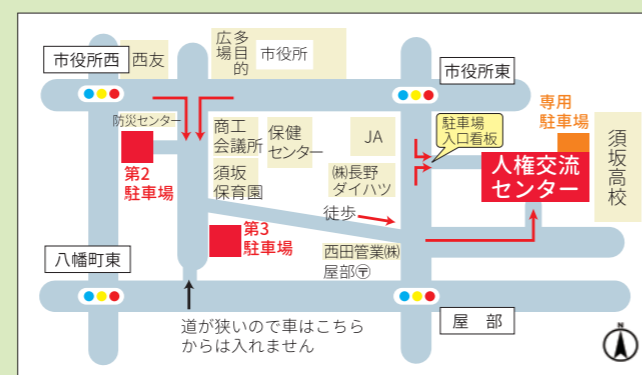 市役所西
西友
広場
多目的
市役所
市役所東
防災センター
商工
会議所
保健
センター
JA
駐車場
入口看板
専用
駐車場
須坂高校
第2
駐車場
須坂
保育園
㈱長野
ダイハツ
人権交流
センター
徒歩
第3
駐車場
西田管業㈱
屋部〶
八幡町東
道が狭いので車はこちら
からは入れません
屋 部
N